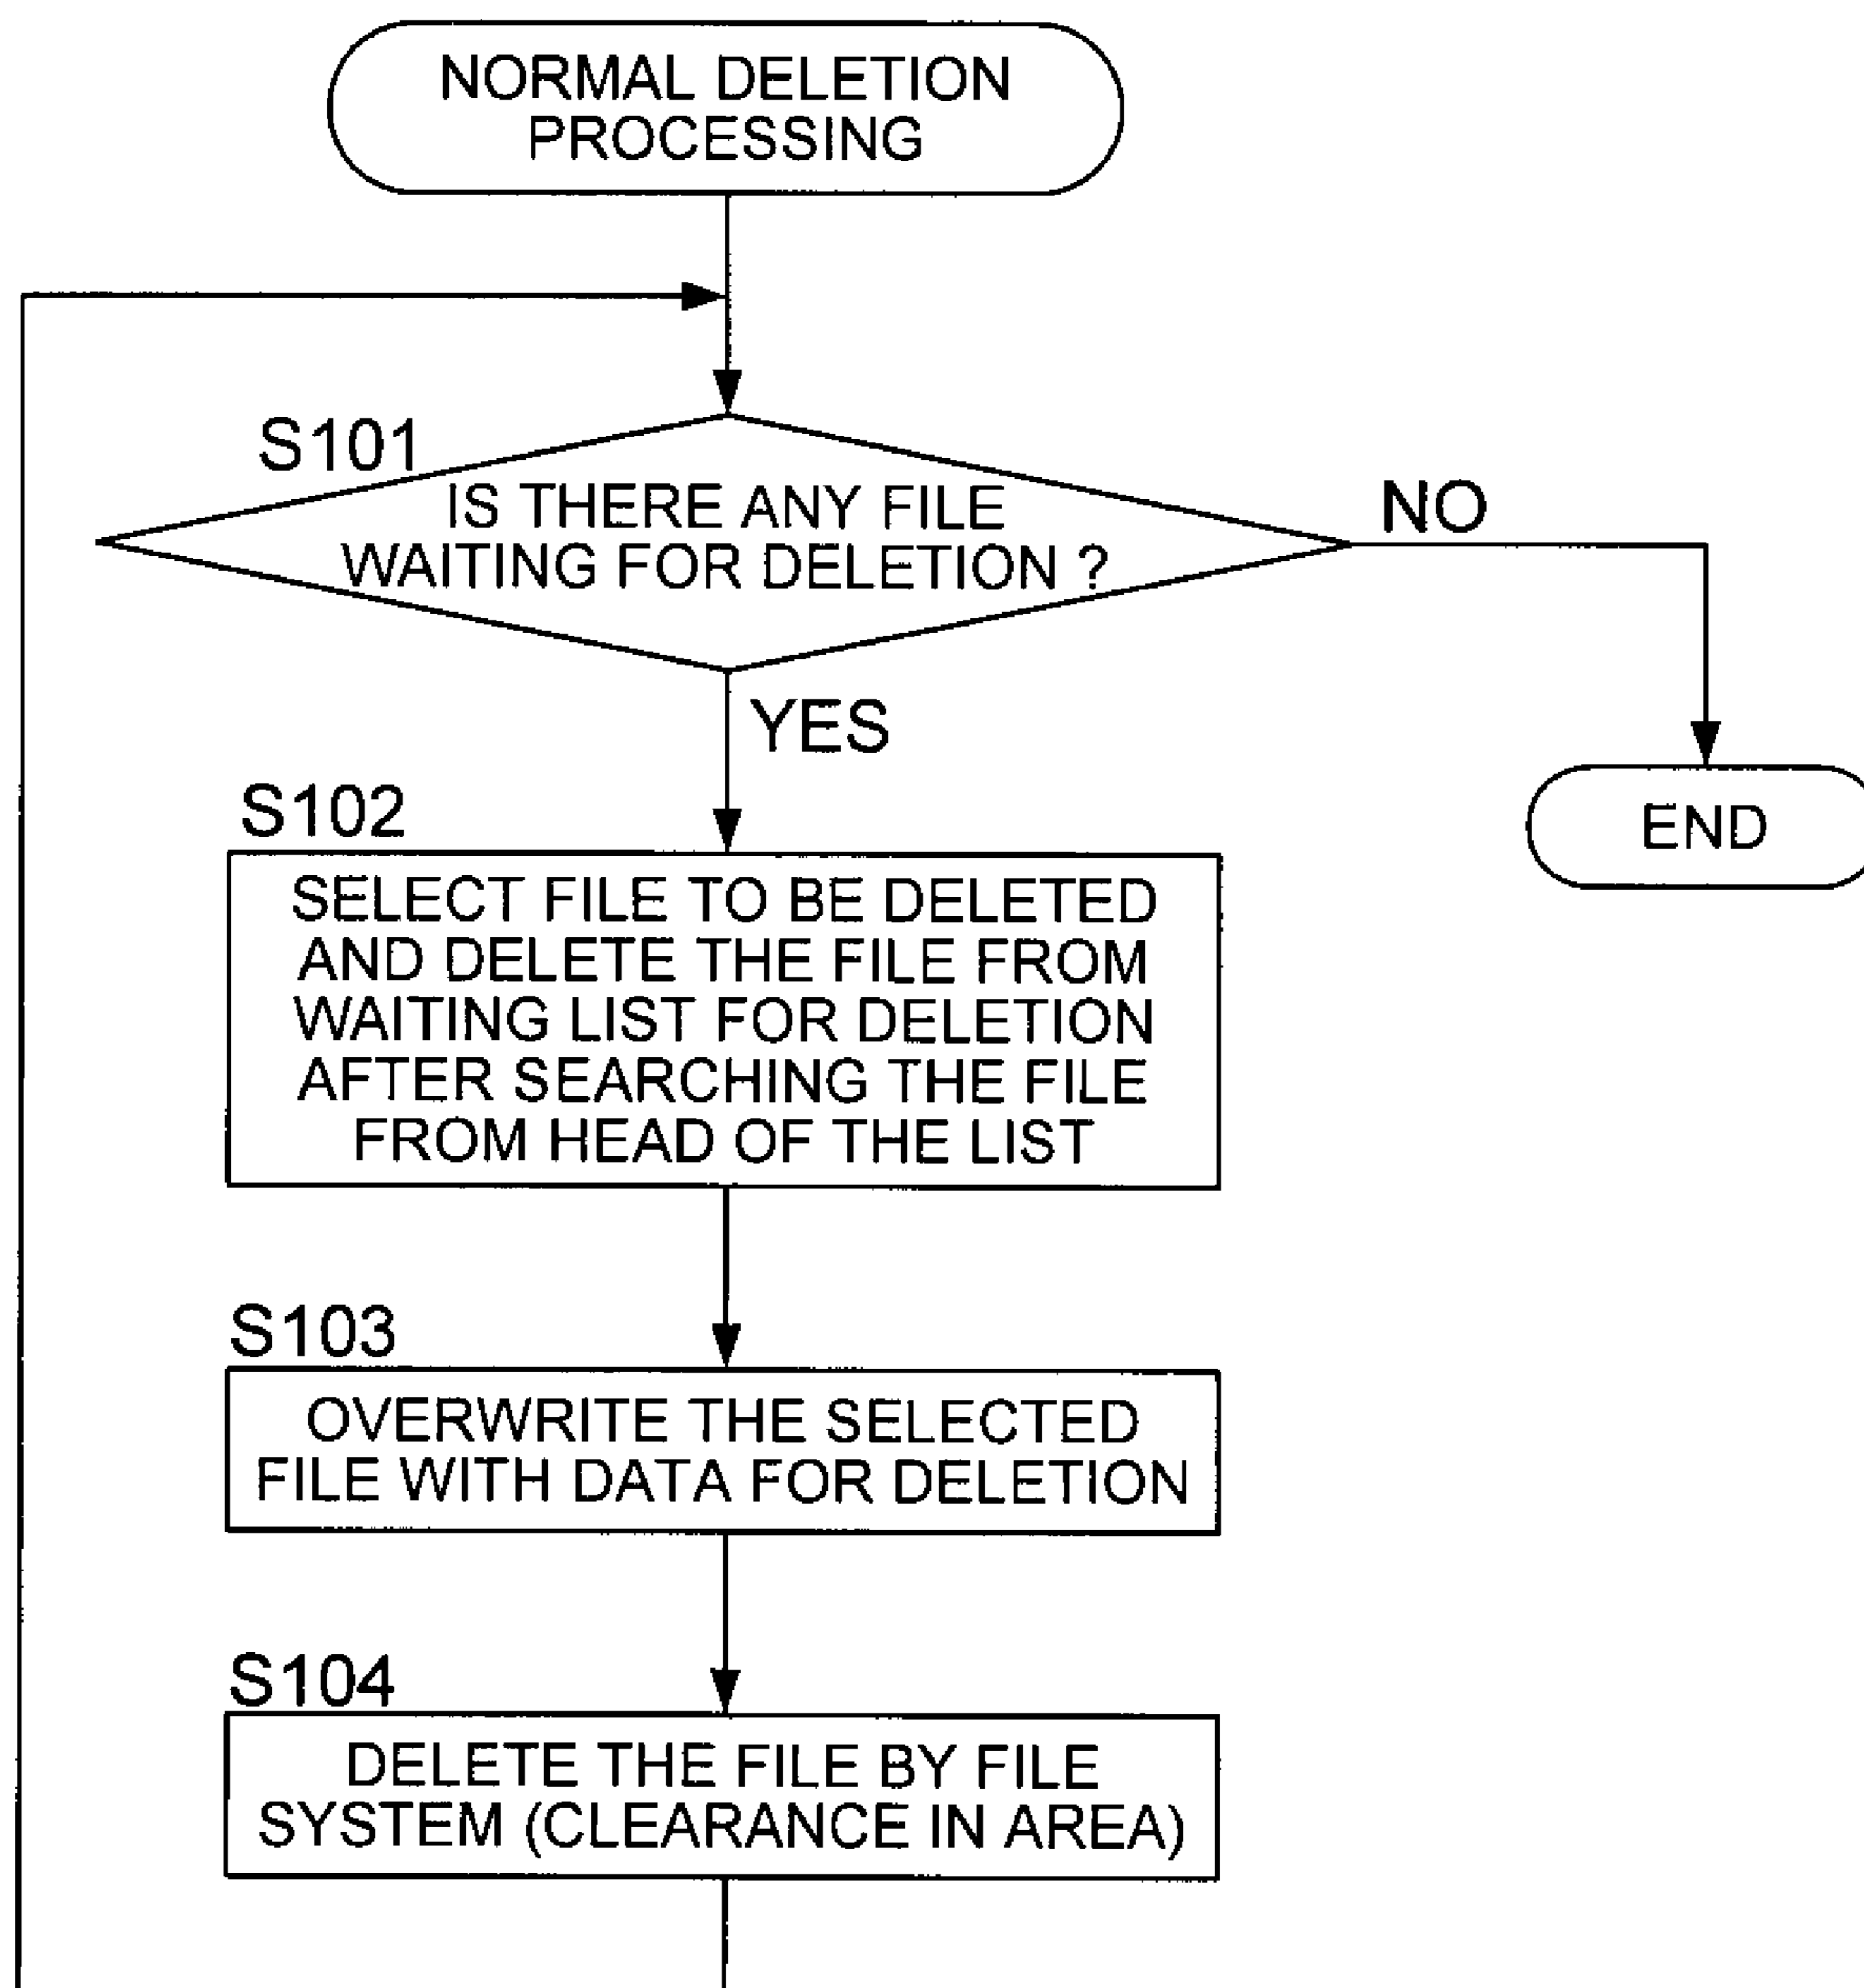 NORMAL DELETION
PROCESSING
S101
IS THERE ANY FILE
WAITING FOR DELETION ?
NO
YES
END
S102
SELECT FILE TO BE DELETED
AND DELETE THE FILE FROM
WAITING LIST FOR DELETION
AFTER SEARCHING THE FILE
FROM HEAD OF THE LIST
S103
OVERWRITE THE SELECTED
FILE WITH DATA FOR DELETION
S104
DELETE THE FILE BY FILE
SYSTEM (CLEARANCE IN AREA)